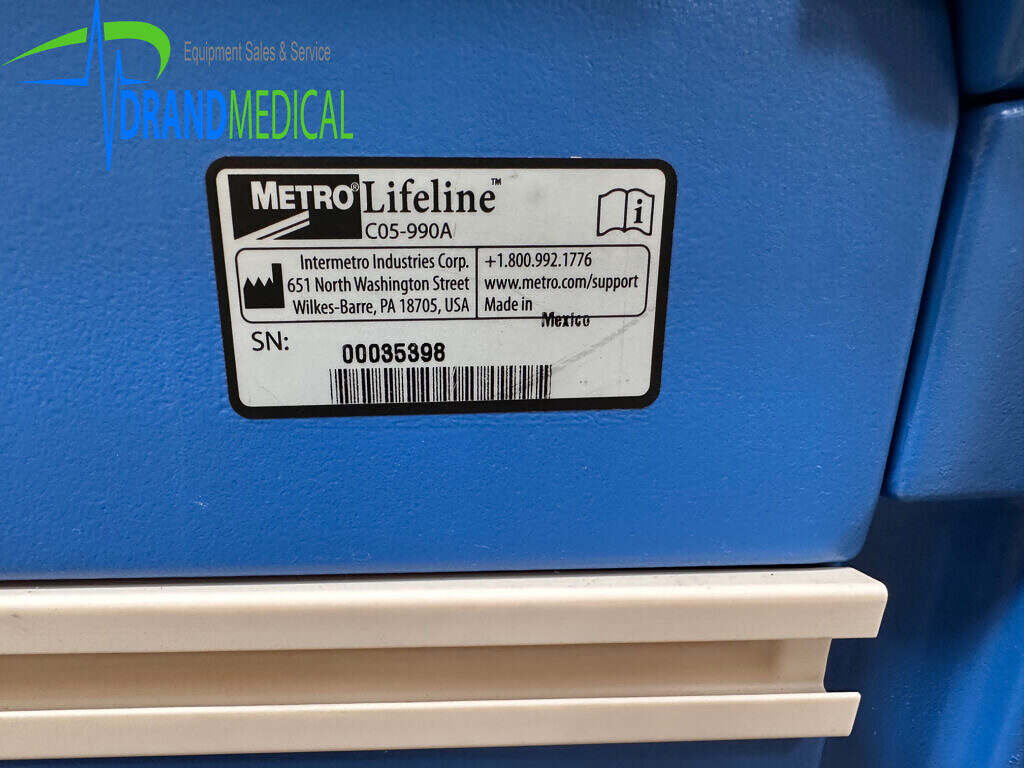 Equipment Sales & Service
DRANDMEDICAL
METRO® Lifeline™
C05-990A
Intermetro Industries Corp.
651 North Washington Street
Wilkes-Barre, PA 18705, USA
+1.800.992.1776
www.metro.com/support
Made in
Mexico
SN:
00035398